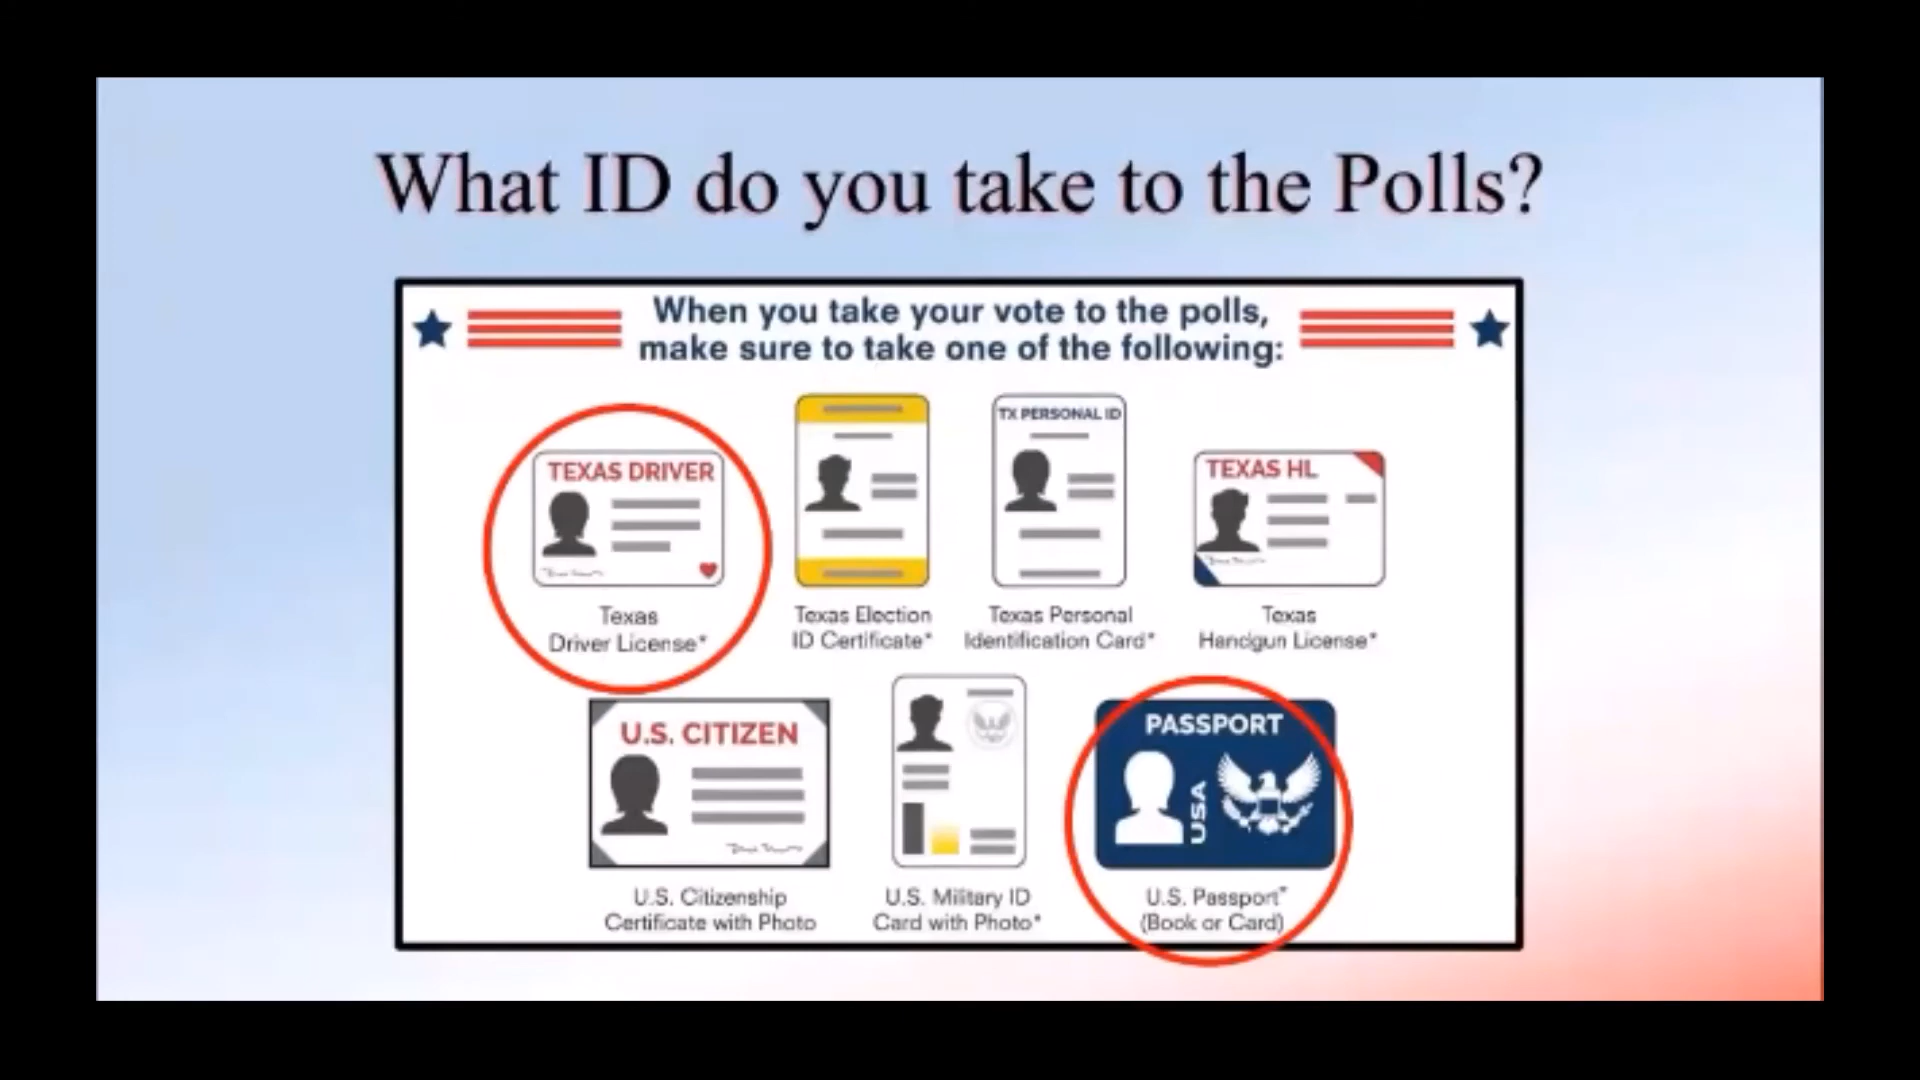 What ID do you take to the Polls?
When you take your vote to the polls,
make sure to take one of the following:
TEXAS DRIVER
Texas
Driver License*
Texas Election
ID Certificate*
TX PERSONAL ID
Texas Personal
Identification Card*
TEXAS HL
Texas
Handgun License*
U.S. CITIZEN
U.S. Citizenship
Certificate with Photo
U.S. Military ID
Card with Photo*
PASSPORT
USA
U.S. Passport*
(Book or Card)